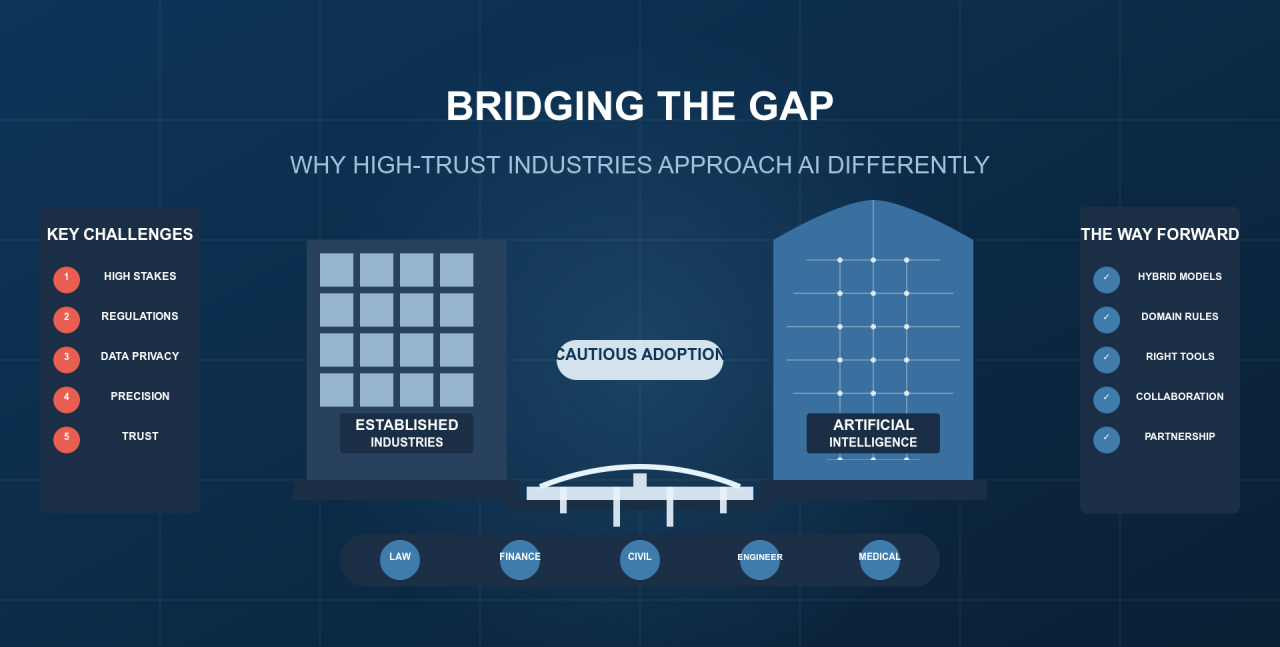 BRIDGING THE GAP
WHY HIGH-TRUST INDUSTRIES APPROACH AI DIFFERENTLY
KEY CHALLENGES
1 HIGH STAKES
2 REGULATIONS
3 DATA PRIVACY
4 PRECISION
5 TRUST
ESTABLISHED
INDUSTRIES
CAUTIOUS ADOPTION
ARTIFICIAL
INTELLIGENCE
THE WAY FORWARD
✓ HYBRID MODELS
✓ DOMAIN RULES
✓ RIGHT TOOLS
✓ COLLABORATION
✓ PARTNERSHIP
LAW
FINANCE
CIVIL
ENGINEER
MEDICAL